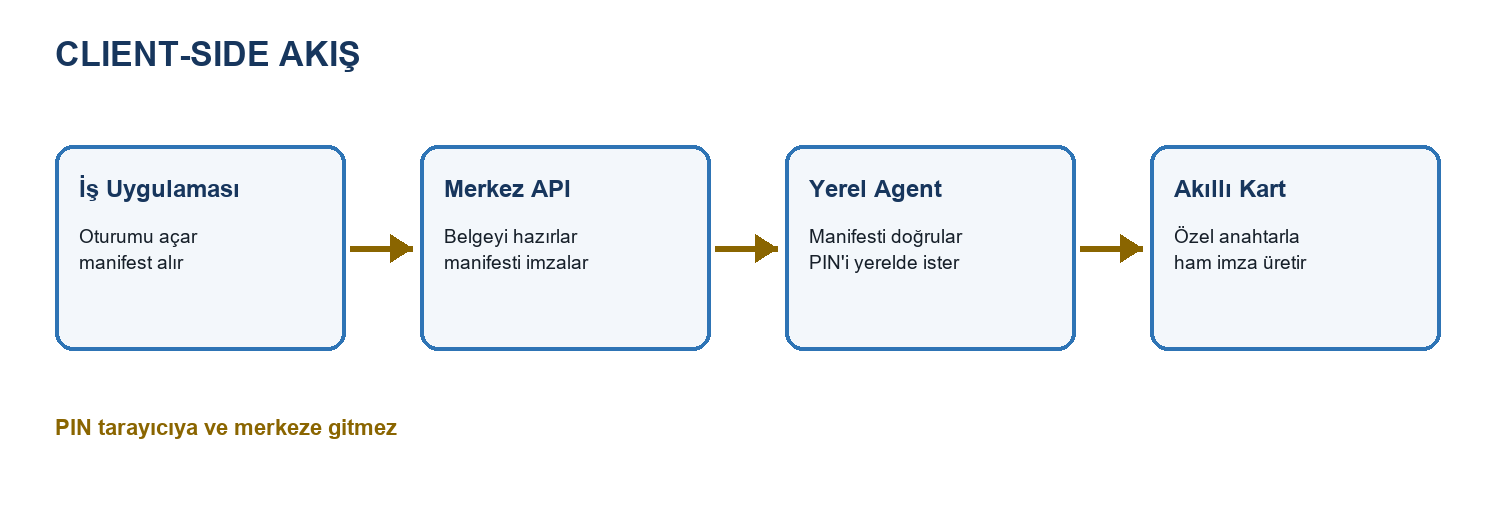 CLIENT-SIDE AKIŞ
İş Uygulaması
Oturumu açar
manifest alır
Merkez API
Belgeyi hazırlar
manifesti imzalar
Yerel Agent
Manifesti doğrular
PIN'i yerelde ister
Akıllı Kart
Özel anahtarla
ham imza üretir
PIN tarayıcıya ve merkeze gitmez